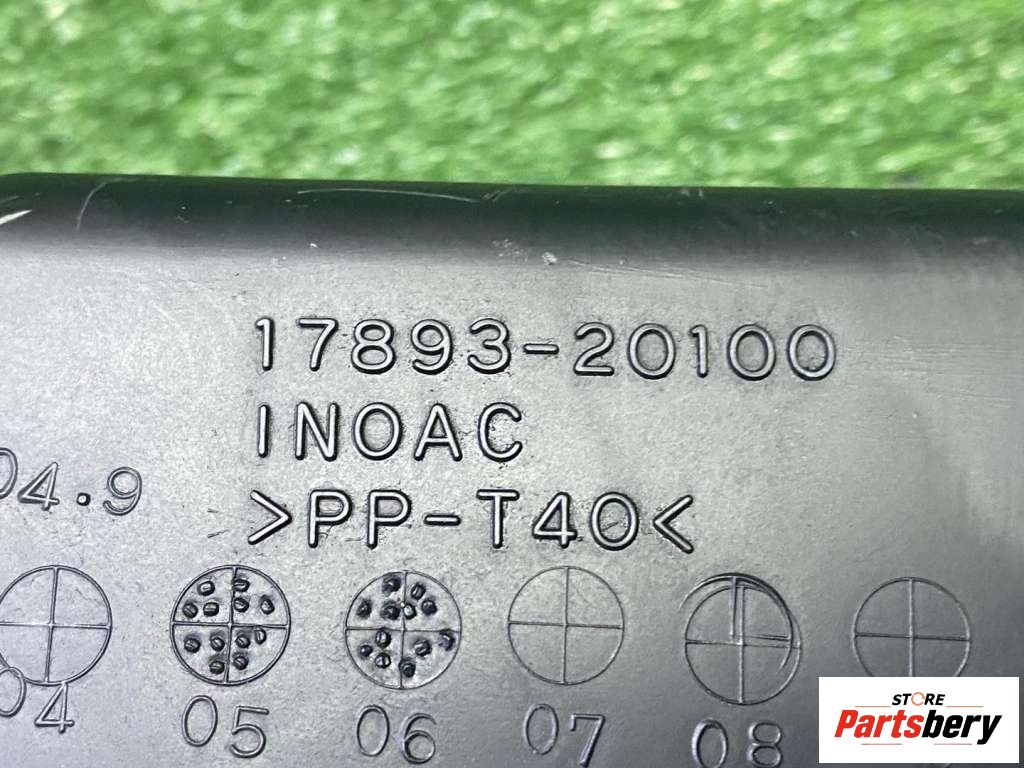 17893-20100
INOAC
04.9
>PP-T40<
04 05 06 07 08
STORE
Partsbery